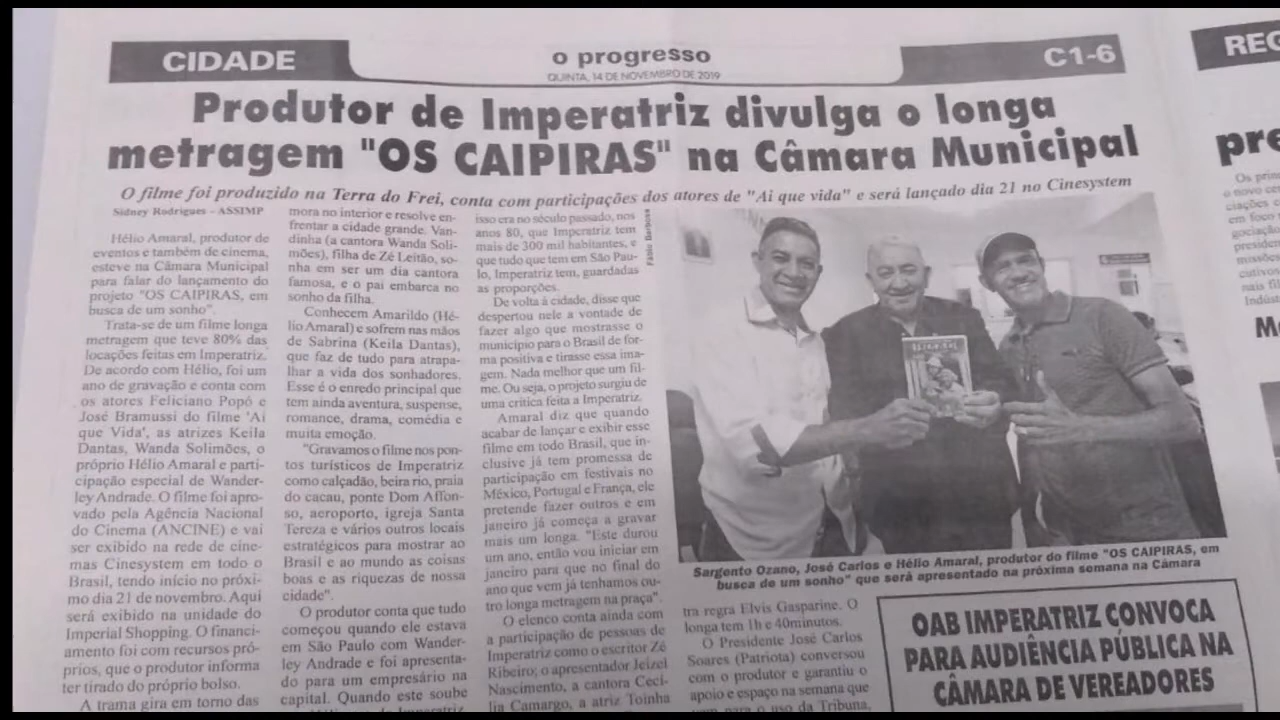 CIDADE
o progresso
QUINTA, 14 DE NOVEMBRO DE 2019
C1-6
Produtor de Imperatriz divulga o longa
metragem "OS CAIPIRAS" na Câmara Municipal
O filme foi produzido na Terra do Frei, conta com participações dos atores de "Ai que vida" e será lançado dia 21 no Cinesystem
Sidney Rodrigues - ASSIMP
Hélio Amaral, produtor de
eventos e também de cinema,
esteve na Câmara Municipal
para falar do lançamento do
projeto "OS CAIPIRAS, em
busca de um sonho".
Trata-se de um filme longa
metragem que teve 80% das
locações feitas em Imperatriz.
De acordo com Hélio, foi um
ano de gravação e conta com
os atores Feliciano Popó e
José Bramussi do filme 'Ai
que Vida', as atrizes Keila
Dantas, Wanda Solimões, o
próprio Hélio Amaral e parti-
cipação especial de Wander-
ley Andrade. O filme foi apro-
vado pela Agência Nacional
do Cinema (ANCINE) e vai
ser exibido na rede de cine-
mas Cinesystem em todo o
Brasil, tendo início no próxi-
mo dia 21 de novembro. Aqui
será exibido na unidade do
Imperial Shopping. O financi-
amento foi com recursos pró-
prios, que o produtor informa
ter tirado do próprio bolso.
A trama gira em torno das
mora no interior e resolve en-
frentar a cidade grande. Van-
dinha (a cantora Wanda Soli-
mões), filha de Zé Leitão, so-
nha em ser um dia cantora
famosa, e o pai embarca no
sonho da filha.
Conhecem Amarildo (Hé-
lio Amaral) e sofrem nas mãos
de Sabrina (Keila Dantas),
que faz de tudo para atrapa-
lhar a vida dos sonhadores.
Esse é o enredo principal que
tem ainda aventura, suspense,
romance, drama, comédia e
muita emoção.
"Gravamos o filme nos pon-
tos turísticos de Imperatriz
como calçadão, beira rio, praia
do cacau, ponte Dom Affon-
so, aeroporto, igreja Santa
Tereza e vários outros locais
estratégicos para mostrar ao
Brasil e ao mundo as coisas
boas e as riquezas de nossa
cidade".
O produtor conta que tudo
começou quando ele estava
em São Paulo com Wander-
ley Andrade e foi apresenta-
do para um empresário na
capital. Quando este soube
isso era no século passado, nos
anos 80, que Imperatriz tem
mais de 300 mil habitantes, e
que tudo que tem em São Pau-
lo, Imperatriz tem, guardadas
as proporções.
De volta à cidade, disse que
despertou nele a vontade de
fazer algo que mostrasse o
município para o Brasil de for-
ma positiva e tirasse essa ima-
gem. Nada melhor que um fil-
me. Ou seja, o projeto surgiu de
uma crítica feita a Imperatriz.
Amaral diz que quando
acabar de lançar e exibir esse
filme em todo Brasil, que in-
clusive já tem promessa de
participação em festivais no
México, Portugal e França, ele
pretende fazer outros e em
janeiro já começa a gravar
mais um longa. "Este durou
um ano, então vou iniciar em
janeiro para que no final do
ano que vem já tenhamos ou-
tro longa metragem na praça".
O elenco conta ainda com
a participação de pessoas de
Imperatriz como o escritor Zé
Ribeiro; o apresentador Jeizel
Nascimento, a cantora Ceci-
lia Camargo, a atriz Toinha
Fábio Barbosa
Sargento Ozano, José Carlos e Hélio Amaral, produtor do filme "OS CAIPIRAS, em
busca de um sonho" que será apresentado na próxima semana na Câmara
tra regra Elvis Gasparine. O
longa tem 1h e 40minutos.
O Presidente José Carlos
Soares (Patriota) conversou
com o produtor e garantiu o
apoio e espaço na semana que
vem para o uso da Tribuna,
OAB IMPERATRIZ CONVOCA
PARA AUDIÊNCIA PÚBLICA NA
CÂMARA DE VEREADORES
REG
pre
Os prin
o novo con
ciações
em foco
gociação
president
missões
cutivos
nais fil
Indús
M